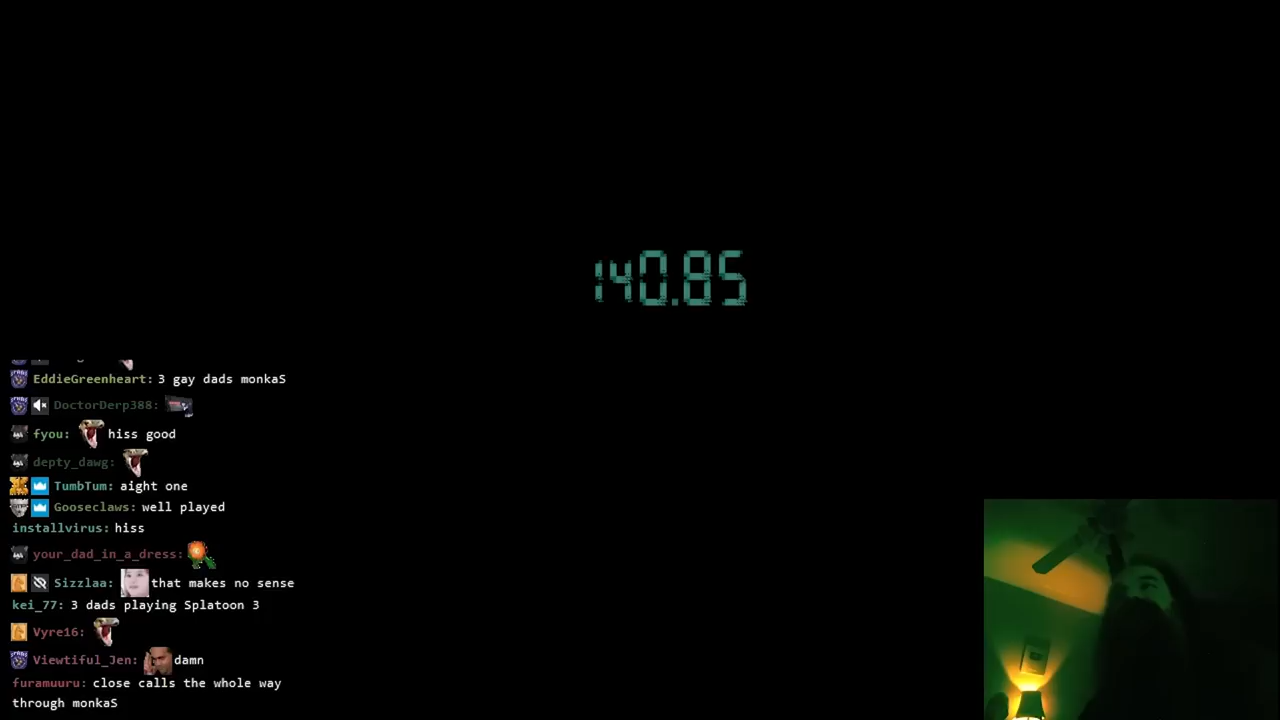 140.85
EddieGreenheart: 3 gay dads monkaS
DoctorDerp388:
fyou: hiss good
depty_dawg:
TumbTum: aight one
Gooseclaws: well played
installvirus: hiss
your_dad_in_a_dress:
Sizzlaa: that makes no sense
kei_77: 3 dads playing Splatoon 3
Vyre16:
Viewtiful_Jen: damn
furamuuru: close calls the whole way
through monkaS